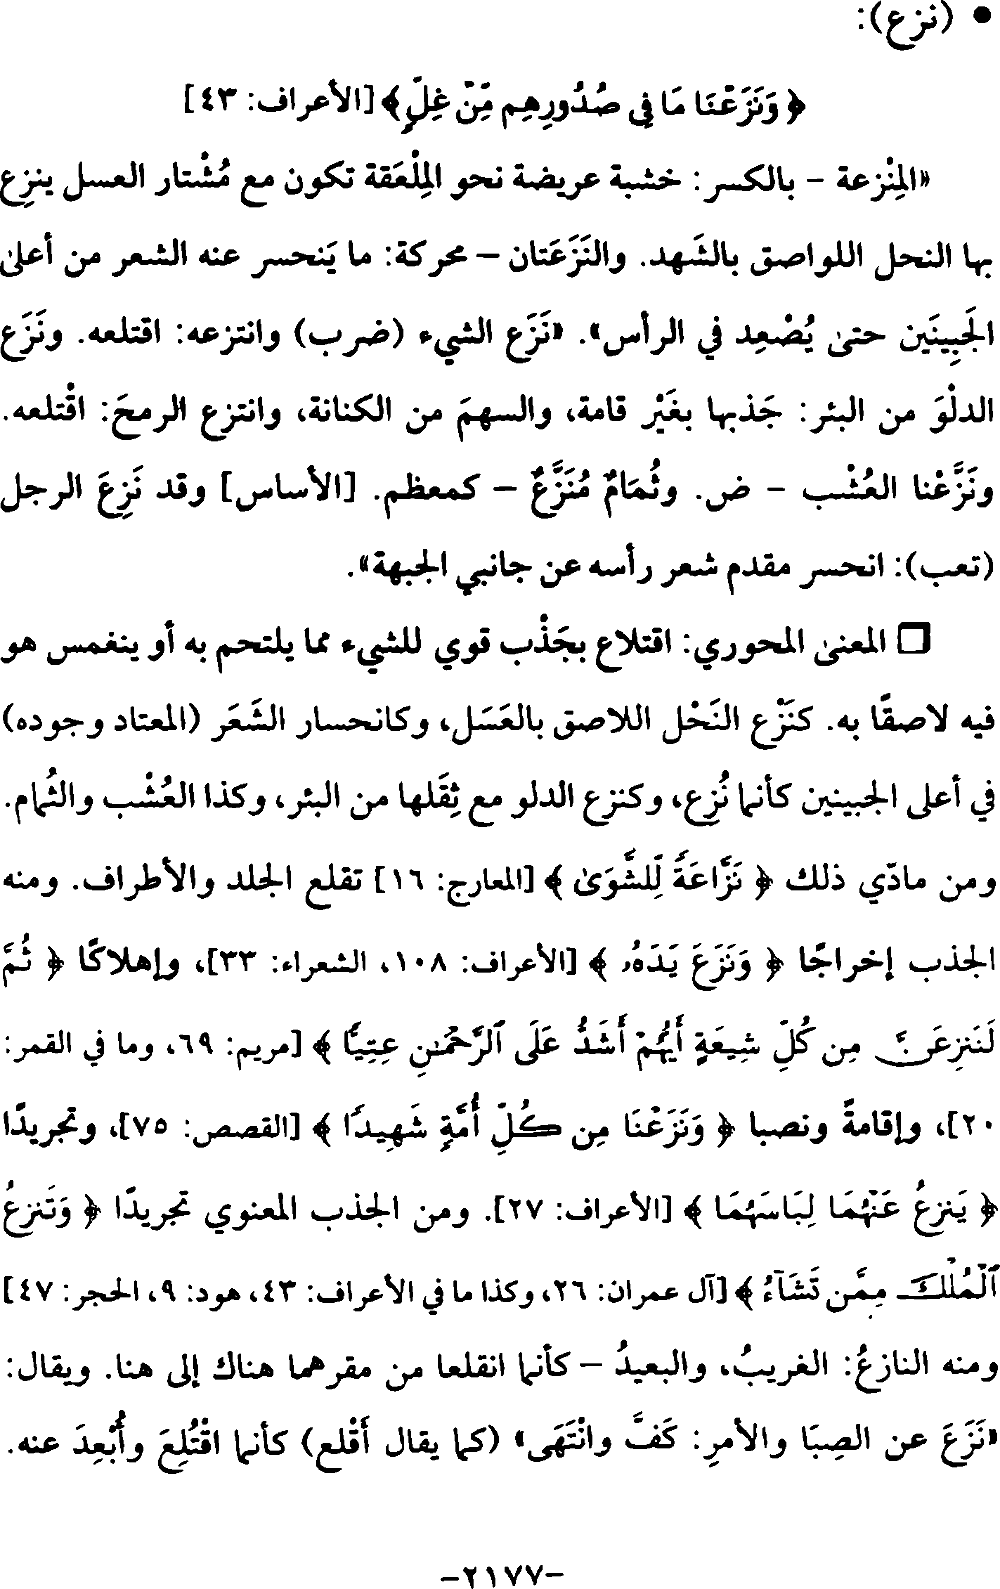 • (نزع):
﴿ وَنَزَعْنَا مَا فِى صُدُورِهِم مِّنْ غِلٍّ﴾ [الأعراف: ٤٣]
«المِنْزعة – بالكسر: خشبة عريضة نحو المِلْعَقة تكون مع مُشْتار العسل ينزِع
بها النحل اللواصق بالشَهد. والنَزَعَتان – محركة: ما يَنحسر عنه الشعر من أعلىٰ
الجَبِينَين حتىٰ يُصْعِد في الرأس». «نَزَع الشيء (ضرب) وانتزعه: اقتلعه. ونَزَع
الدلْوَ من البئر: جَذبها بغَيْر قامة، والسهمَ من الكنانة، وانتزع الرمحَ: اقْتلعه.
ونَزَّعْنا العُشْب – ض. وثُمَامٌ مُنَزَّعٌ – كمعظم. [الأساس] وقد نَزِعَ الرجل
(تعب): انحسر مقدم شعر رأسه عن جانبي الجبهة».
❑ المعنىٰ المحوري: اقتلاع بجَذْب قوي للشيء مما يلتحم به أو ينغمس هو
فيه لاصقًا به. كنَزْع النَحْل اللاصق بالعَسَل، وكانحسار الشَعَر (المعتاد وجوده)
في أعلى الجبينين كأنما نُزِع، وكنزع الدلو مع ثِقَلها من البئر، وكذا العُشْب والثُمام.
ومن مادّي ذلك ﴿ نَزَّاعَةً لِّلشَّوَىٰ ﴾ [المعارج: ١٦] تقلع الجلد والأطراف. ومنه
الجذب إخراجًا ﴿ وَنَزَعَ يَدَهُۥ ﴾ [الأعراف: ١٠٨، الشعراء: ٣٣]، وإهلاكًا ﴿ ثُمَّ
لَنَنزِعَنَّ مِن كُلِّ شِيعَةٍ أَيُّهُمْ أَشَدُّ عَلَى ٱلرَّحْمَٰنِ عِتِيًّا ﴾ [مريم: ٦٩، وما في القمر:
٢٠]، وإقامةً ونصبا ﴿ وَنَزَعْنَا مِن كُلِّ أُمَّةٍ شَهِيدًا ﴾ [القصص: ٧٥]، وتجريدًا
﴿ يَنزِعُ عَنْهُمَا لِبَاسَهُمَا ﴾ [الأعراف: ٢٧]. ومن الجذب المعنوي تجريدًا ﴿ وَتَنزِعُ
ٱلْمُلْكَ مِمَّن تَشَآءُ ﴾ [آل عمران: ٢٦، وكذا ما في الأعراف: ٤٣، هود: ٩، الحجر: ٤٧]
ومنه النازعُ: الغريبُ، والبعيدُ – كأنما انقلعا من مقرهما هناك إلى هنا. ويقال:
«نَزَعَ عن الصِبَا والأمرِ: كَفَّ وانْتَهَى» (كما يقال أَقْلع) كأنما اقْتُلِعَ وأُبْعِدَ عنه.
-٢١٧٧-